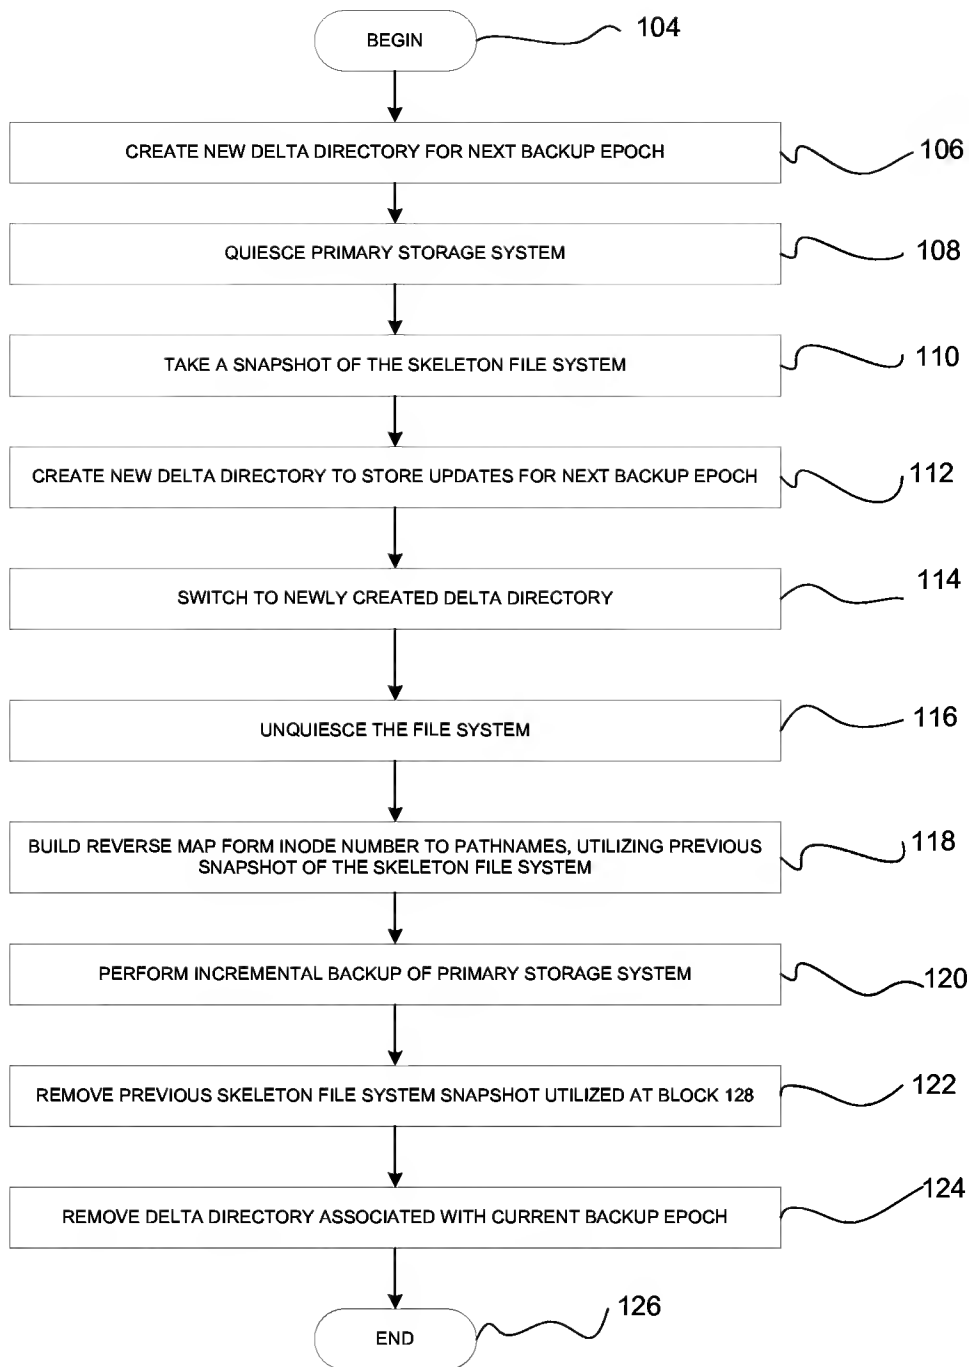 BEGIN
104
CREATE NEW DELTA DIRECTORY FOR NEXT BACKUP EPOCH
106
QUIESCE PRIMARY STORAGE SYSTEM
108
TAKE A SNAPSHOT OF THE SKELETON FILE SYSTEM
110
CREATE NEW DELTA DIRECTORY TO STORE UPDATES FOR NEXT BACKUP EPOCH
112
SWITCH TO NEWLY CREATED DELTA DIRECTORY
114
UNQUIESCE THE FILE SYSTEM
116
BUILD REVERSE MAP FORM INODE NUMBER TO PATHNAMES, UTILIZING PREVIOUS
SNAPSHOT OF THE SKELETON FILE SYSTEM
118
PERFORM INCREMENTAL BACKUP OF PRIMARY STORAGE SYSTEM
120
REMOVE PREVIOUS SKELETON FILE SYSTEM SNAPSHOT UTILIZED AT BLOCK 128
122
REMOVE DELTA DIRECTORY ASSOCIATED WITH CURRENT BACKUP EPOCH
124
END
126